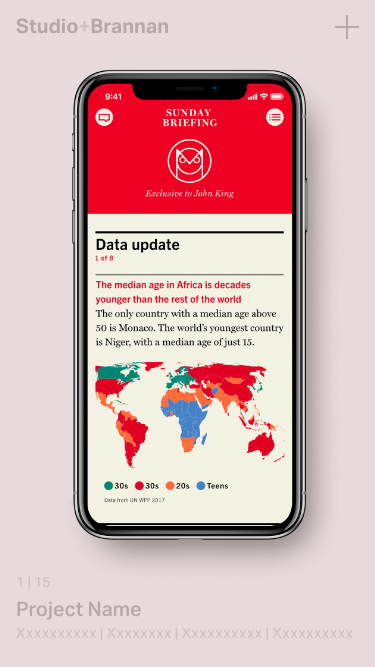 Studio+Brannan
9:41
SUNDAY
BRIEFING
Exclusive to John King
Data update
1 of 8
The median age in Africa is decades
younger than the rest of the world
The only country with a median age above
50 is Monaco. The world's youngest country
is Niger, with a median age of just 15.
30s 30s 20s Teens
Data from UN WPP 2017
1 | 15
Project Name
Xxxxxxxxxx | Xxxxxxxx | Xxxxxxxxxx | Xxxxxxxxxx